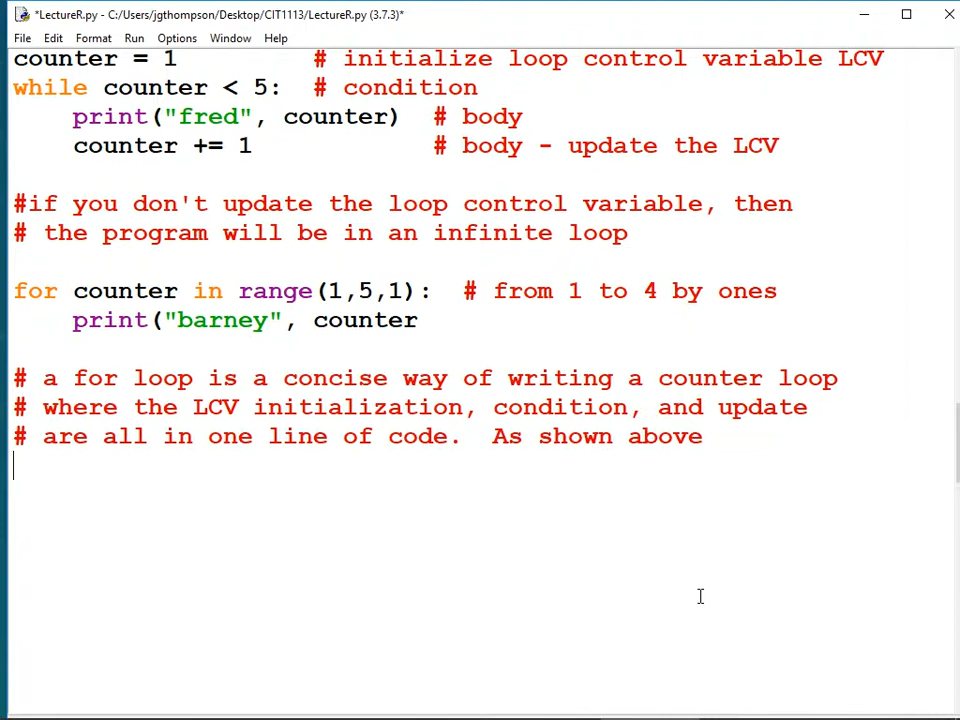 *LectureR.py - C:/Users/jgthompson/Desktop/CIT1113/LectureR.py (3.7.3)*
File Edit Format Run Options Window Help
counter = 1 # initialize loop control variable LCV
while counter < 5: # condition
    print("fred", counter) # body
    counter += 1 # body - update the LCV
#if you don't update the loop control variable, then
# the program will be in an infinite loop
for counter in range(1,5,1): # from 1 to 4 by ones
    print("barney", counter
# a for loop is a concise way of writing a counter loop
# where the LCV initialization, condition, and update
# are all in one line of code.  As shown above